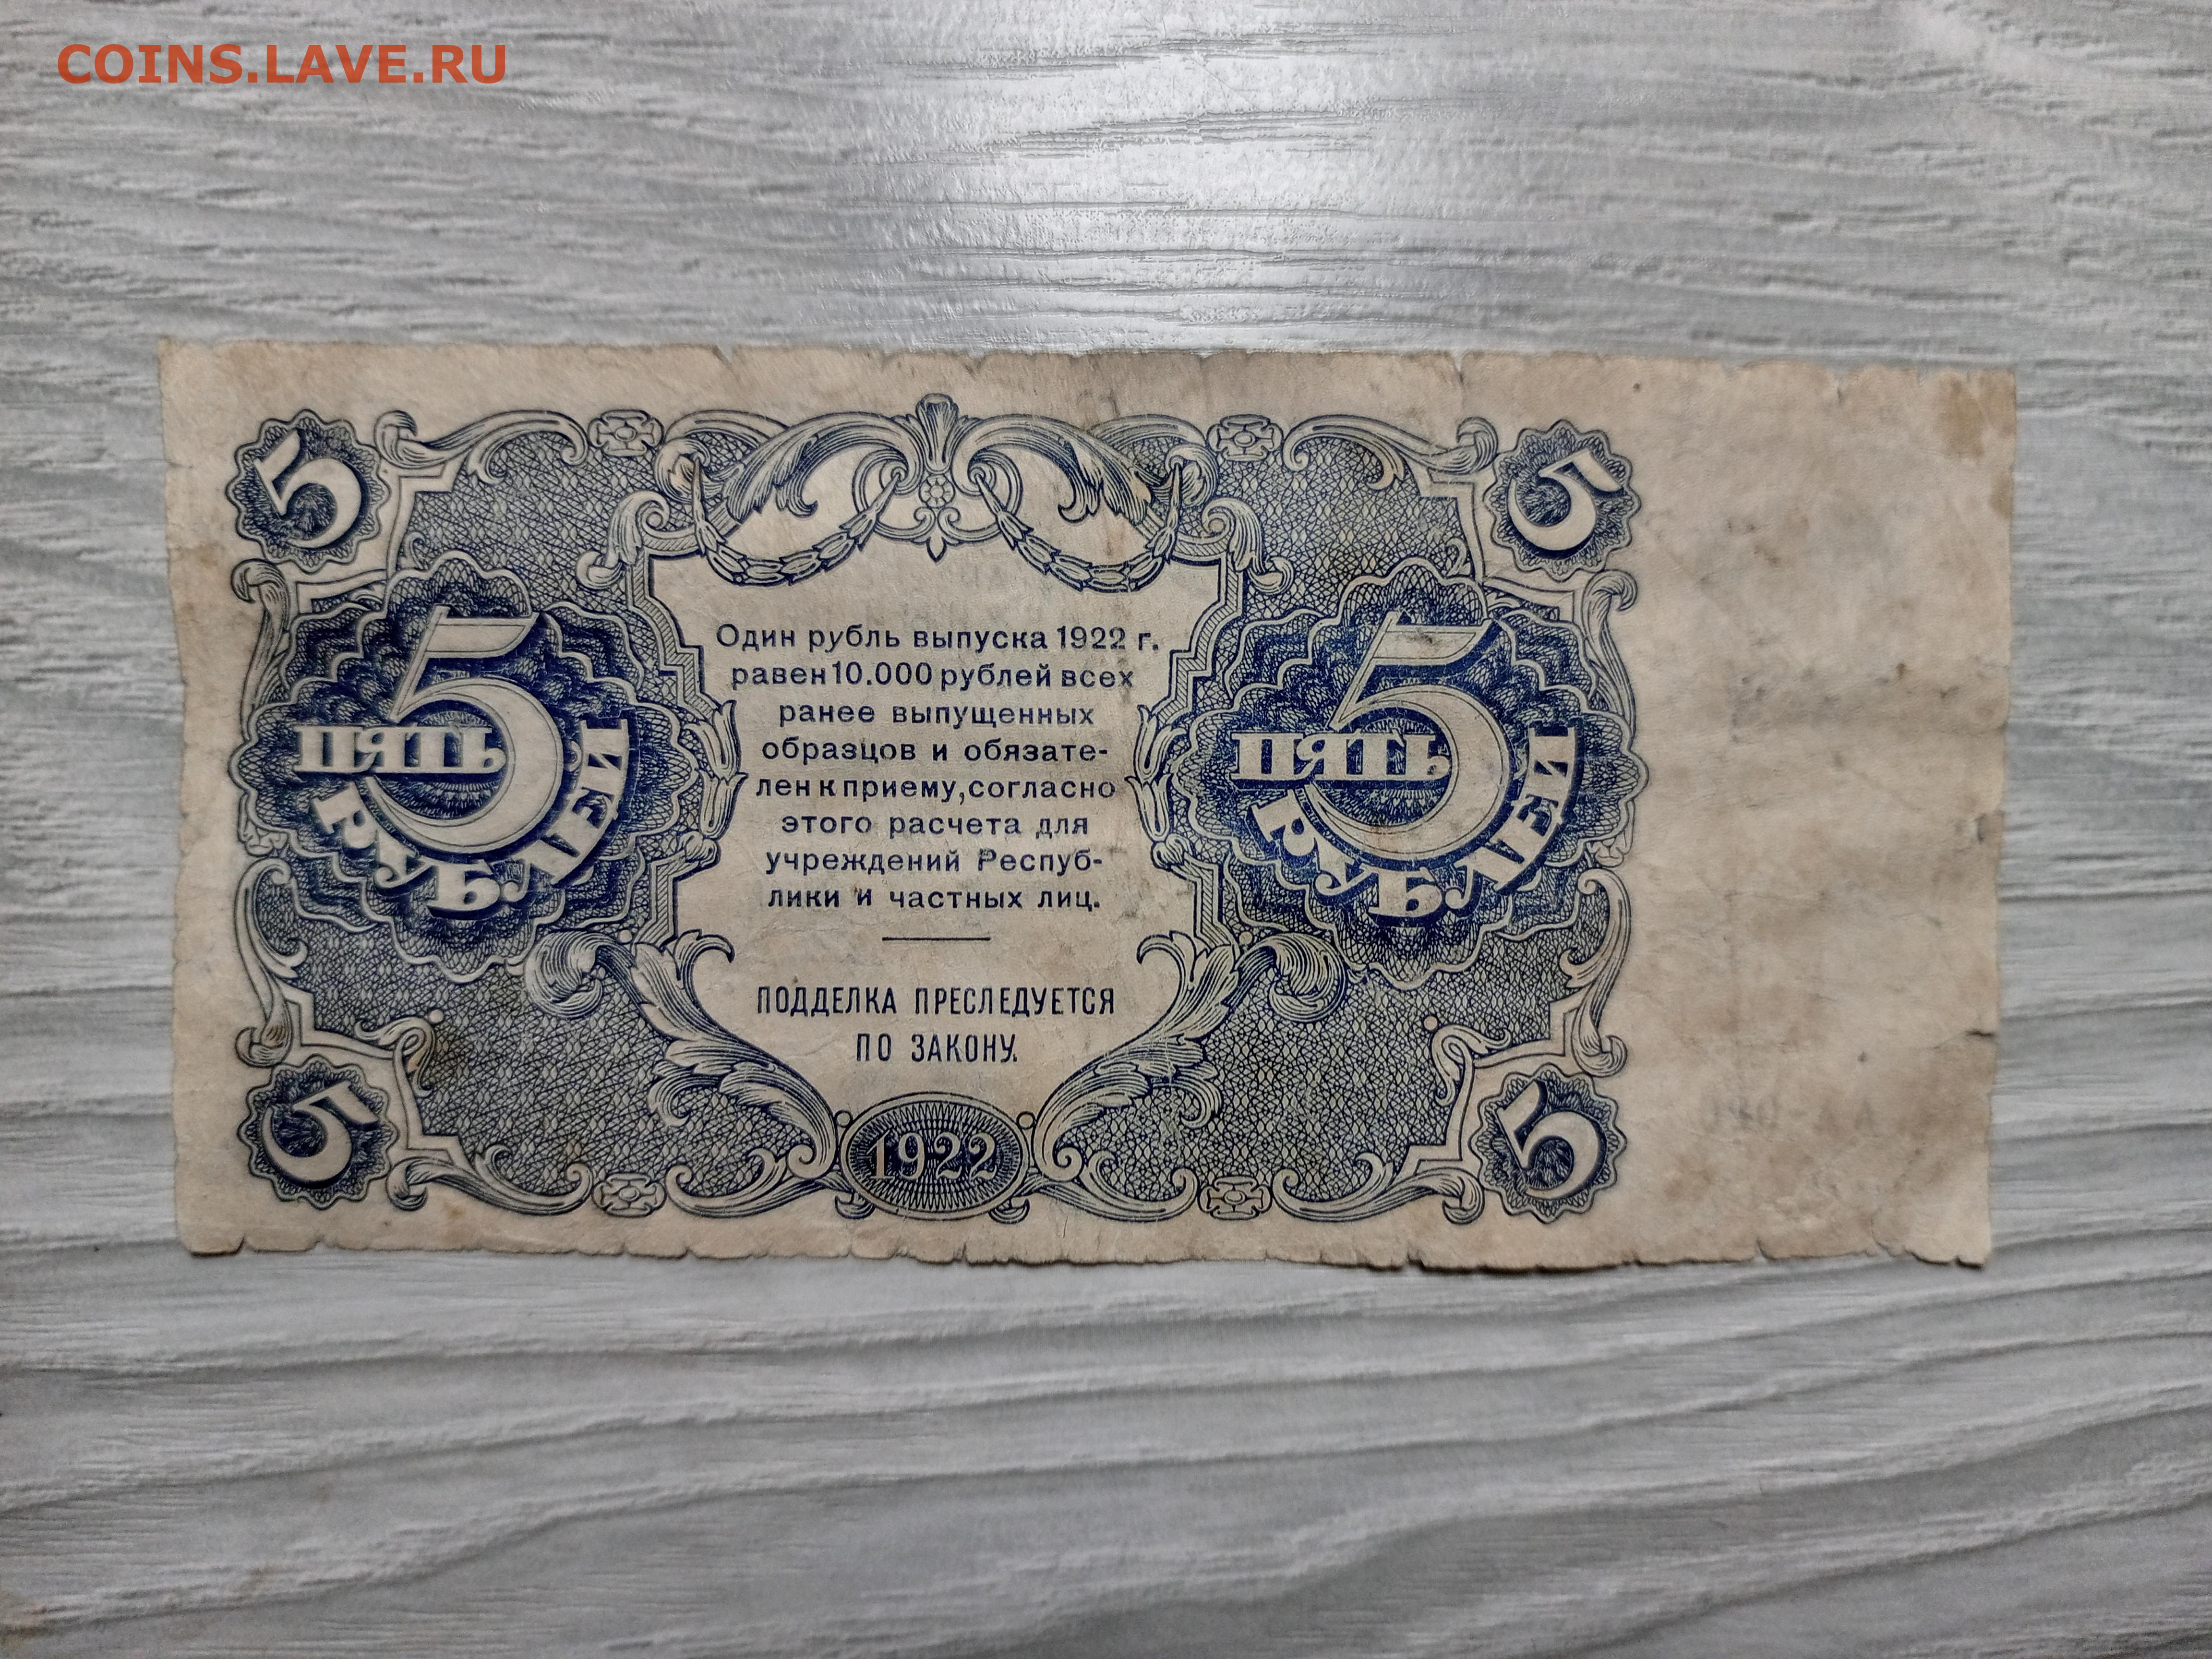 COINS.LAVE.RU
5
5
5
ПЯТЬ
РУБЛЕЙ
Один рубль выпуска 1922 г.
равен 10.000 рублей всех
ранее выпущенных
образцов и обязате-
лен к приему, согласно
этого расчета для
учреждений Респуб-
лики и частных лиц.
ПОДДЕЛКА ПРЕСЛЕДУЕТСЯ
ПО ЗАКОНУ.
5
ПЯТЬ
РУБЛЕЙ
5
1922
5